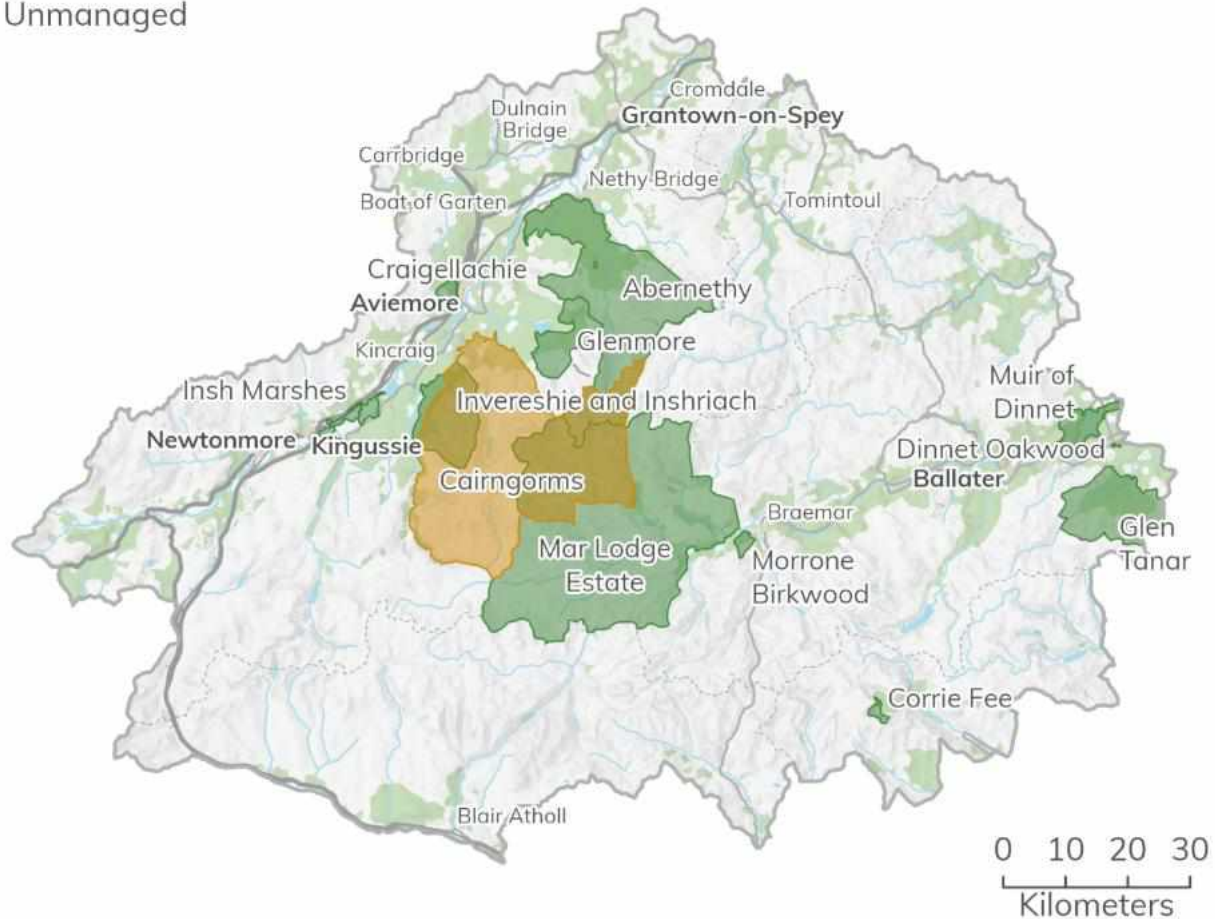 Unmanaged
Cromdale
Dulnain
Bridge
Grantown-on-Spey
Carrbridge
Nethy Bridge
Boat of Garten
Tomintoul
Craigellachie
Abernethy
Aviemore
Glenmore
Kincraig
Insh Marshes
Invereshie and Inshriach
Muir of
Dinnet
Newtonmore
Kingussie
Dinnet Oakwood
Cairngorms
Ballater
Braemar
Glen
Tanar
Mar Lodge
Estate
Morrone
Birkwood
Corrie Fee
Blair Atholl
0 10 20 30
Kilometers